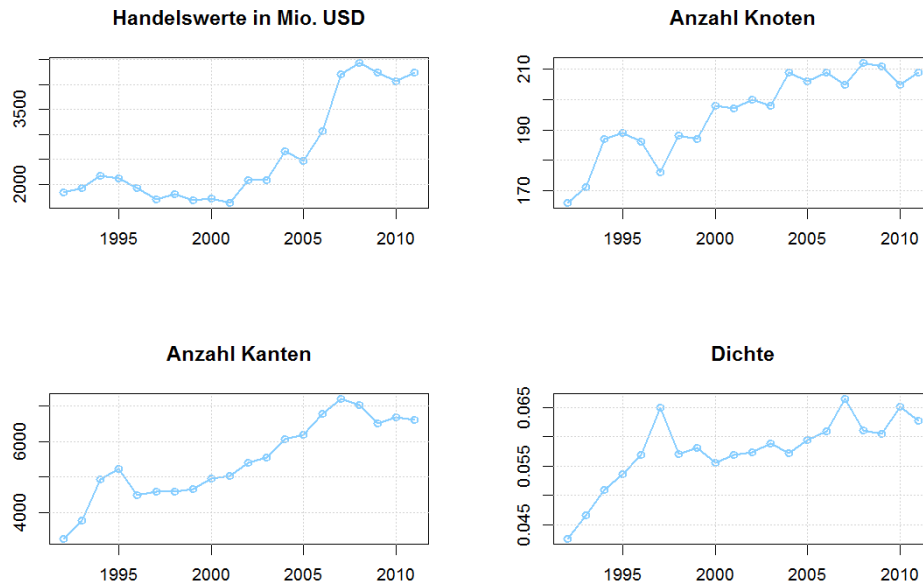 Handelswerte in Mio. USD
3500
2000
1995 2000 2005 2010
Anzahl Knoten
210
190
170
1995 2000 2005 2010
Anzahl Kanten
6000
4000
1995 2000 2005 2010
Dichte
0.065
0.055
0.045
1995 2000 2005 2010